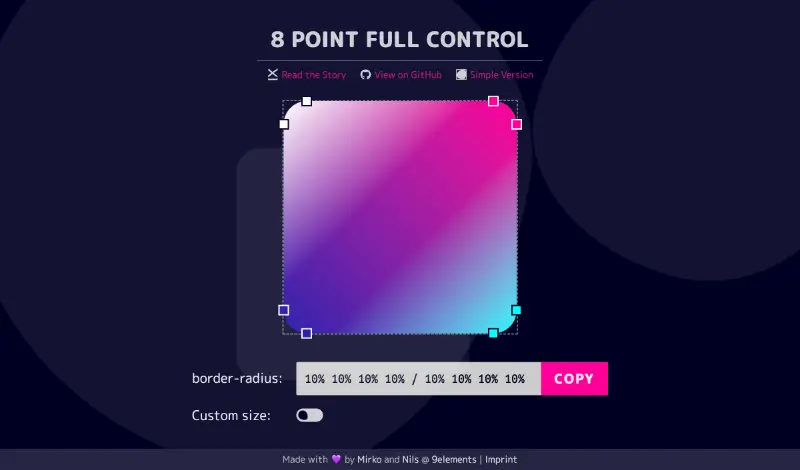 8 POINT FULL CONTROL
Read the Story View on GitHub Simple Version
border-radius: 10% 10% 10% 10% / 10% 10% 10% 10% COPY
Custom size:
Made with 💜 by Mirko and Nils @ 9elements | Imprint